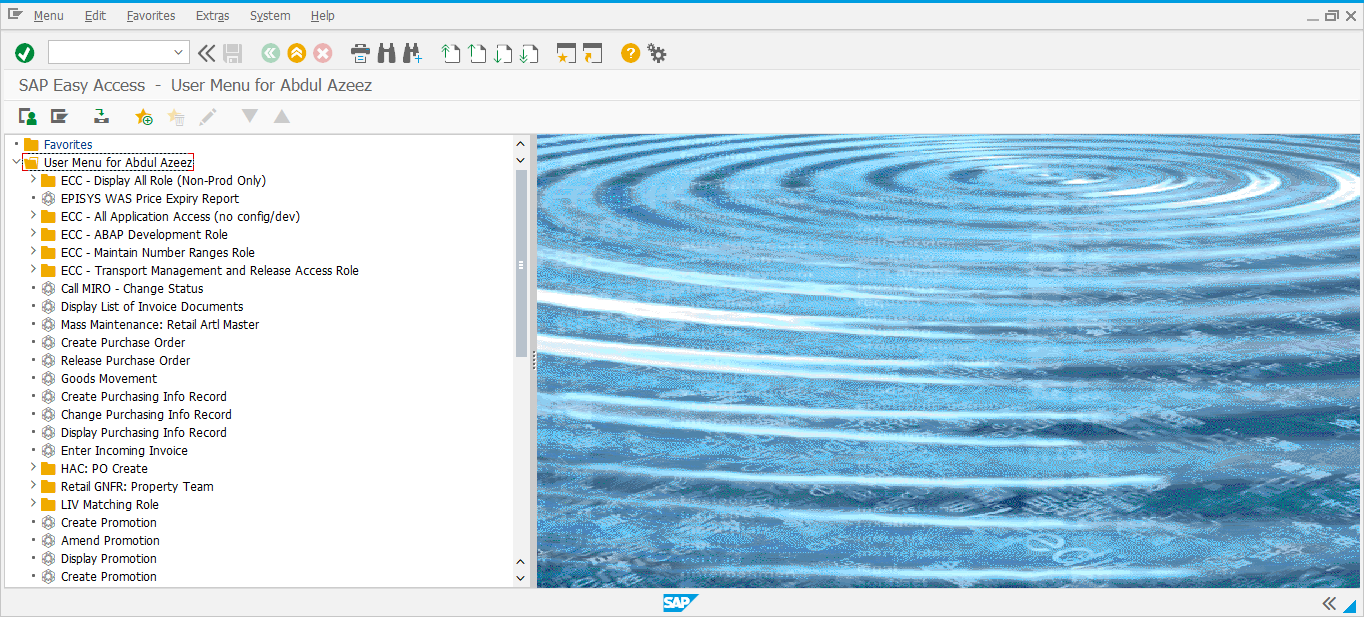 Menu Edit Favorites Extras System Help
SAP Easy Access - User Menu for Abdul Azeez
Favorites
User Menu for Abdul Azeez
ECC - Display All Role (Non-Prod Only)
EPISYS WAS Price Expiry Report
ECC - All Application Access (no config/dev)
ECC - ABAP Development Role
ECC - Maintain Number Ranges Role
ECC - Transport Management and Release Access Role
Call MIRO - Change Status
Display List of Invoice Documents
Mass Maintenance: Retail Artl Master
Create Purchase Order
Release Purchase Order
Goods Movement
Create Purchasing Info Record
Change Purchasing Info Record
Display Purchasing Info Record
Enter Incoming Invoice
HAC: PO Create
Retail GNFR: Property Team
LIV Matching Role
Create Promotion
Amend Promotion
Display Promotion
Create Promotion
SAP